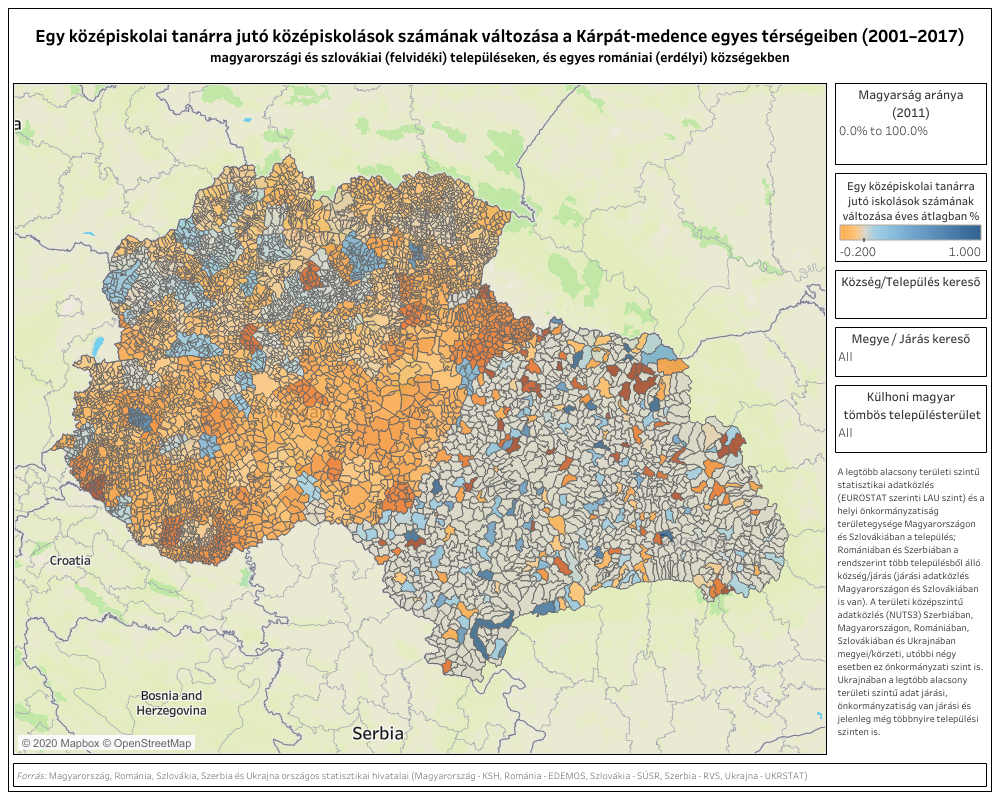 Egy középiskolai tanárra jutó középiskolások számának változása a Kárpát-medence egyes térségeiben (2001–2017)
magyarországi és szlovákiai (felvidéki) településeken, és egyes romániai (erdélyi) községekben
a
Croatia
Bosnia and
Herzegovina
Serbia
© 2020 Mapbox © OpenStreetMap
Magyarság aránya
(2011)
0.0% to 100.0%
Egy középiskolai tanárra
jutó iskolások számának
változása éves átlagban %
-0.200 1.000
Község/Település kereső
Megye / Járás kereső
All
Külhoni magyar
tömbös településterület
All
A legtöbb alacsony területi szintű
statisztikai adatközlés
(EUROSTAT szerinti LAU szint) és a
helyi önkormányzatiság
területegysége Magyarországon
és Szlovákiában a település;
Romániában és Szerbiában a
rendszerint több településből álló
község/járás (járási adatközlés
Magyarországon és Szlovákiában
is van). A területi középszintű
adatközlés (NUTS3) Szerbiában,
Magyarországon, Romániában,
Szlovákiában és Ukrajnában
megyei/körzeti, utóbbi négy
esetben ez önkormányzati szint is.
Ukrajnában a legtöbb alacsony
területi szintű adat járási,
önkormányzatiság van járási és
jelenleg még többnyire települési
szinten is.
Forrás: Magyarország, Románia, Szlovákia, Szerbia és Ukrajna országos statisztikai hivatalai (Magyarország - KSH, Románia - EDEMOS, Szlovákia - SÚSR, Szerbia - RVS, Ukrajna - UKRSTAT)